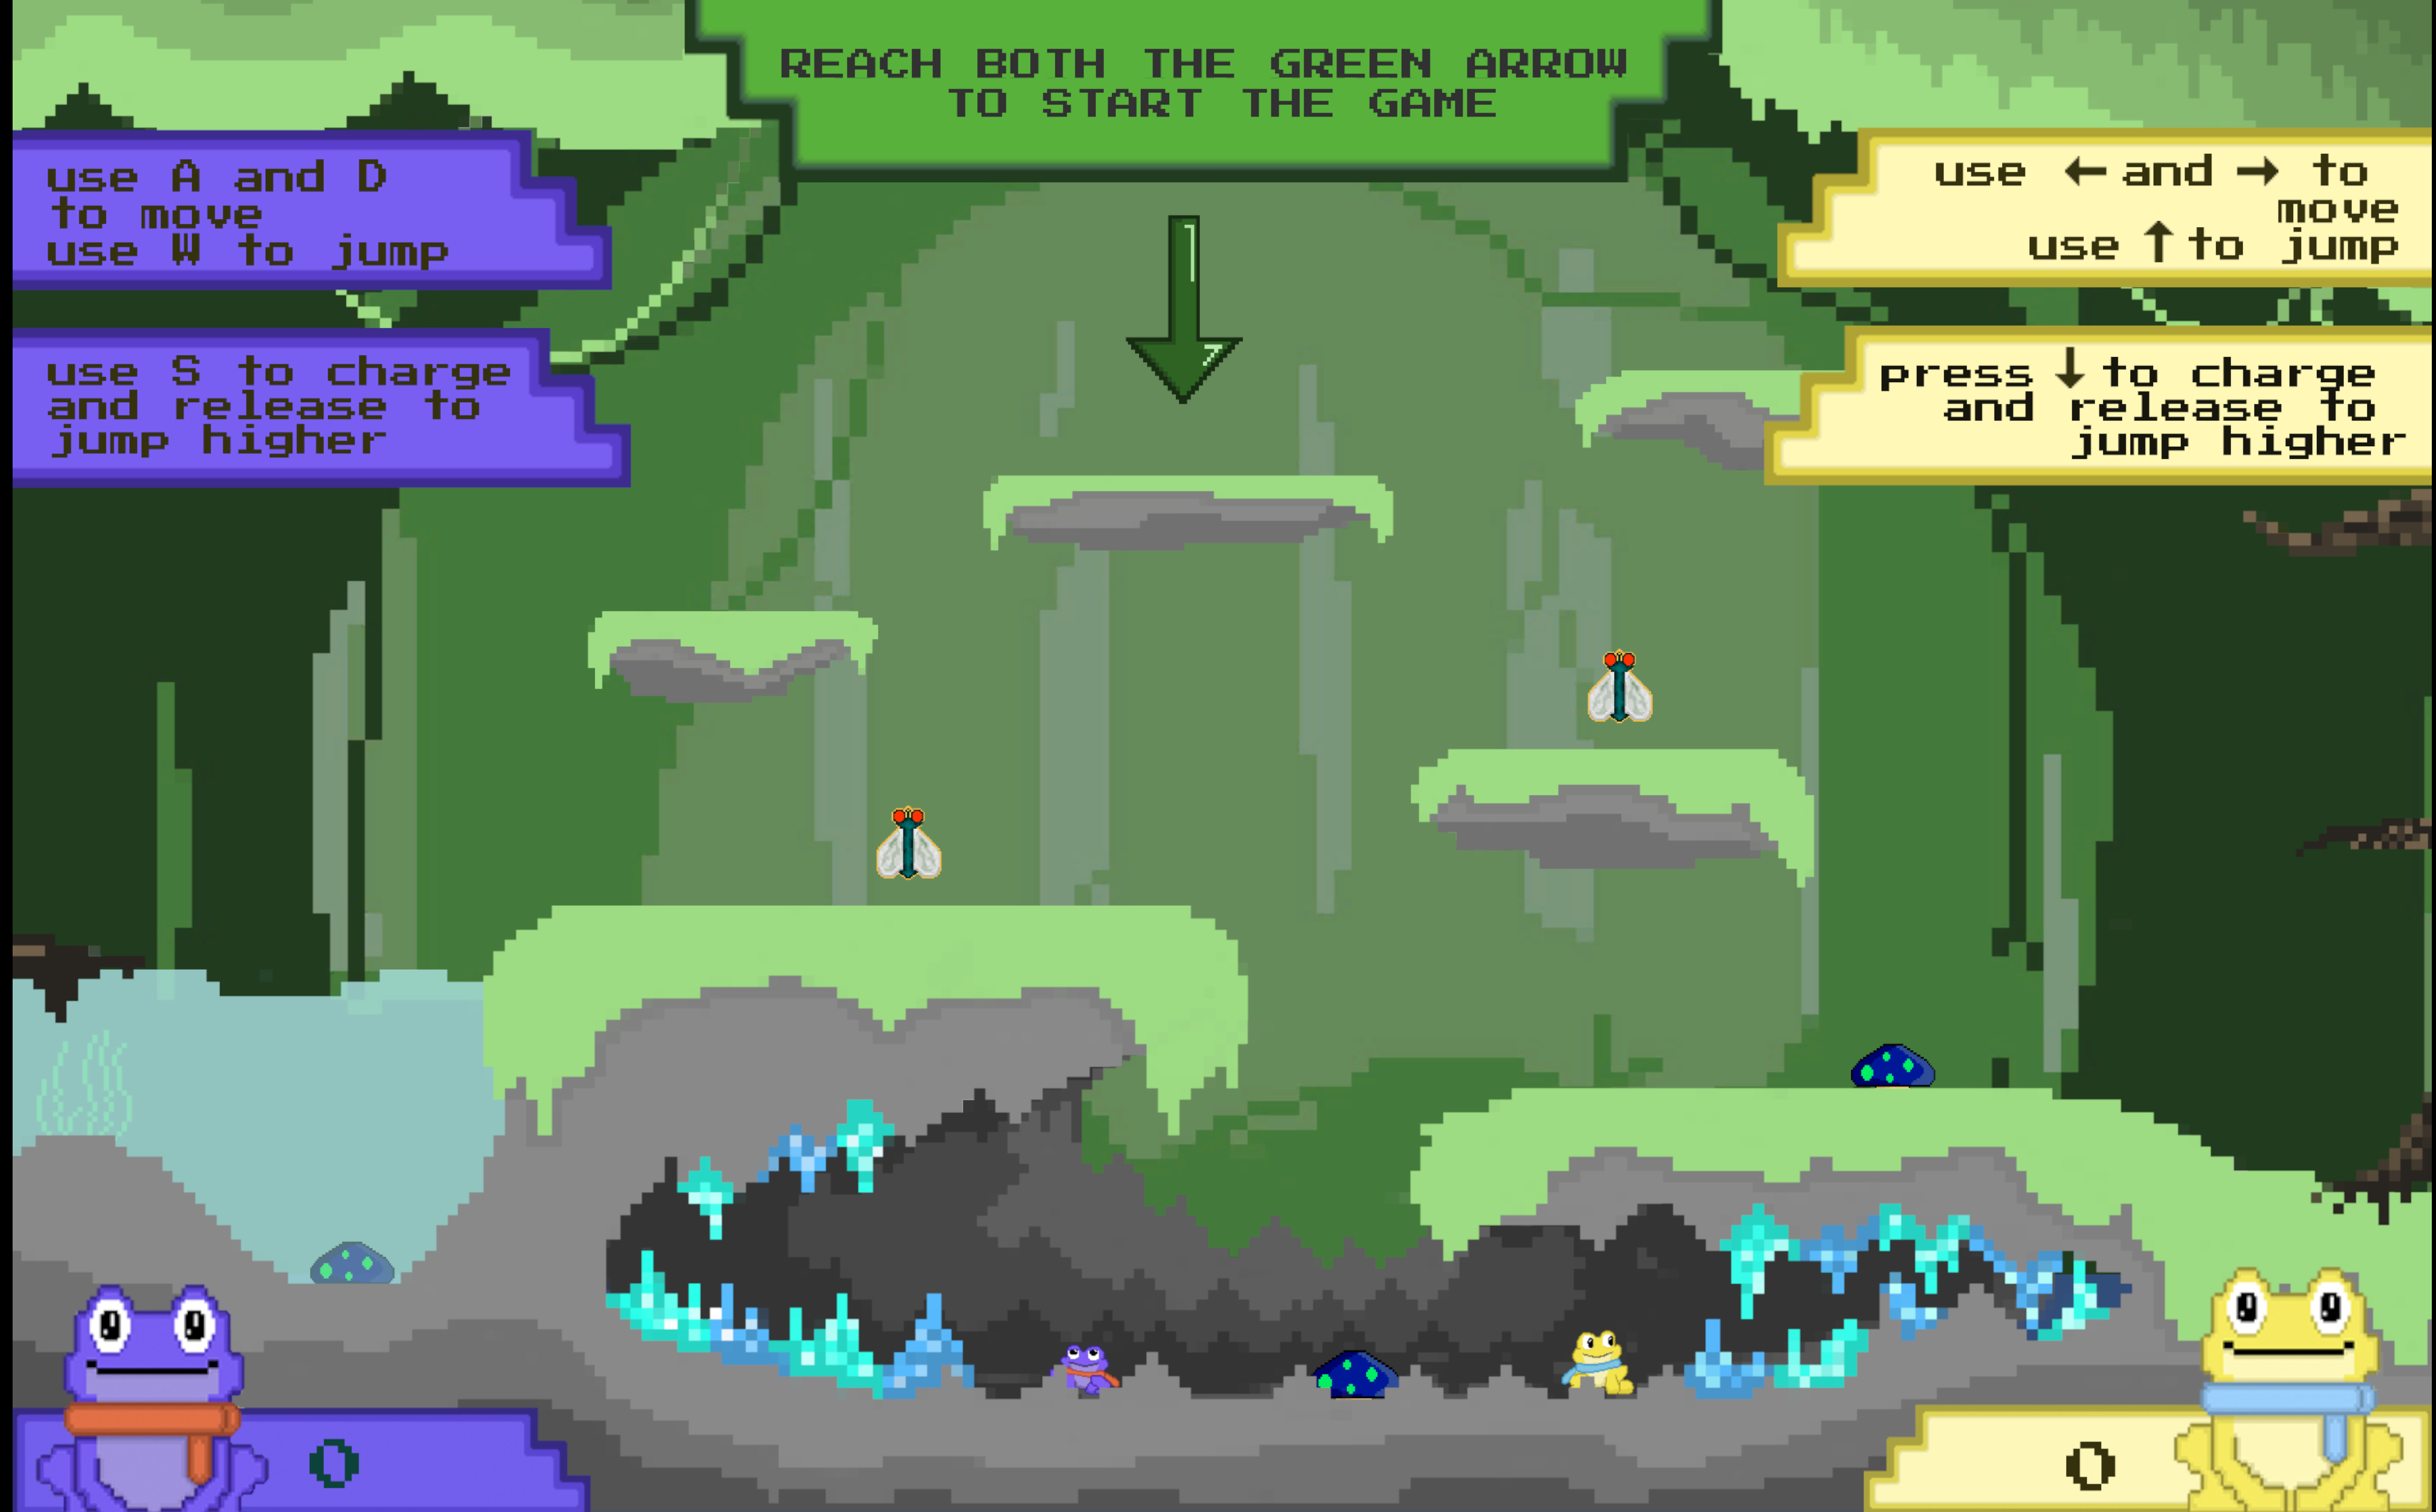 REACH BOTH THE GREEN ARROW
TO START THE GAME
use A and D
to move
use W to jump
use ← and → to
move
use ↑ to jump
use S to charge
and release to
jump higher
press ↓ to charge
and release to
jump higher
0
0